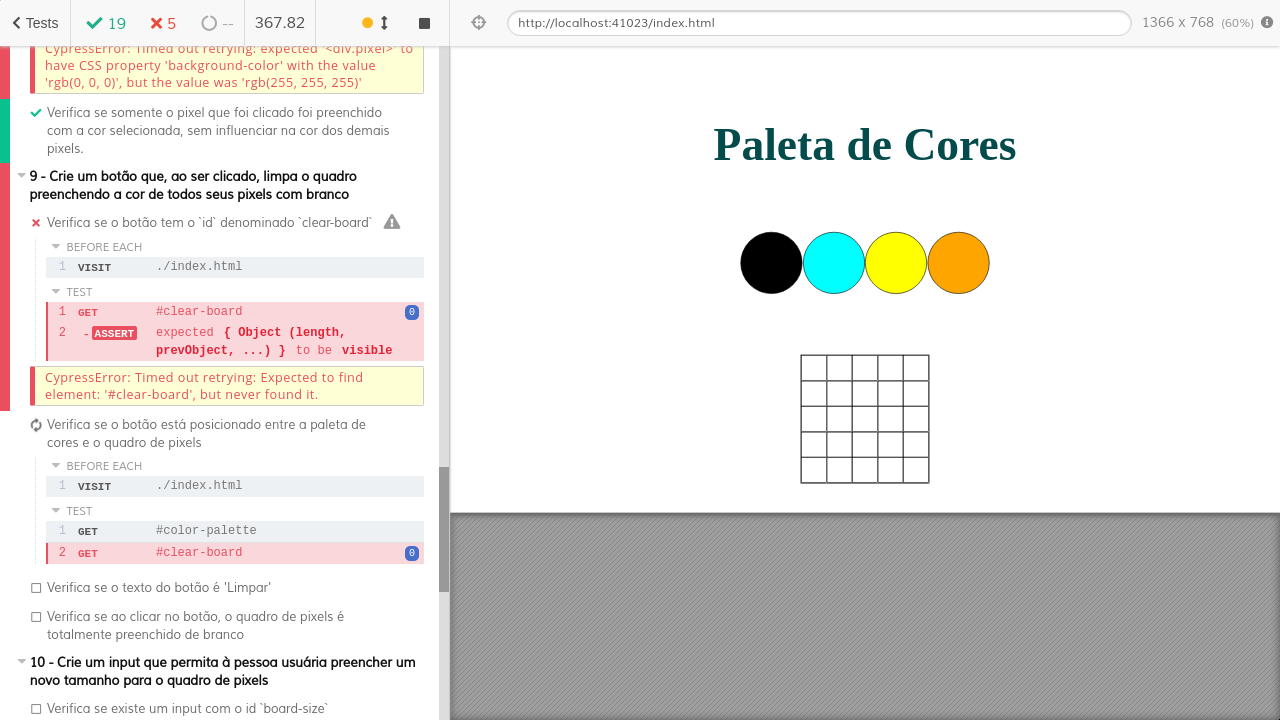 Tests
19
5
--
367.82
http://localhost:41023/index.html
1366 x 768 (60%)
CypressError: Timed out retrying: expected '<div.pixel>' to
have CSS property 'background-color' with the value
'rgb(0, 0, 0)', but the value was 'rgb(255, 255, 255)'
Verifica se somente o pixel que foi clicado foi preenchido
com a cor selecionada, sem influenciar na cor dos demais
pixels.
9 - Crie um botão que, ao ser clicado, limpa o quadro
preenchendo a cor de todos seus pixels com branco
Verifica se o botão tem o `id` denominado `clear-board`
BEFORE EACH
1 VISIT ./index.html
TEST
1 GET #clear-board 0
2 - ASSERT expected { Object (length,
prevObject, ...) } to be visible
CypressError: Timed out retrying: Expected to find
element: '#clear-board', but never found it.
Verifica se o botão está posicionado entre a paleta de
cores e o quadro de pixels
BEFORE EACH
1 VISIT ./index.html
TEST
1 GET #color-palette
2 GET #clear-board 0
Verifica se o texto do botão é 'Limpar'
Verifica se ao clicar no botão, o quadro de pixels é
totalmente preenchido de branco
10 - Crie um input que permita à pessoa usuária preencher um
novo tamanho para o quadro de pixels
Verifica se existe um input com o id `board-size`
Paleta de Cores